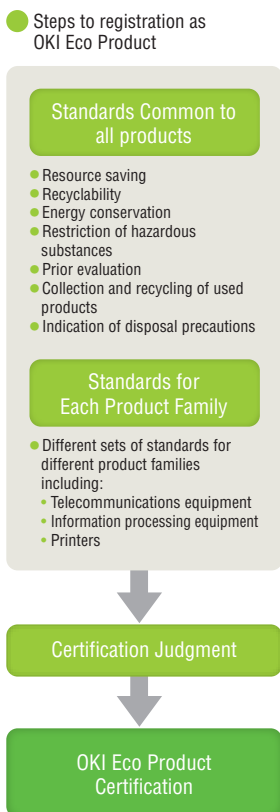 Steps to registration as
OKI Eco Product
Standards Common to
all products
Resource saving
Recyclability
Energy conservation
Restriction of hazardous
substances
Prior evaluation
Collection and recycling of used
products
Indication of disposal precautions
Standards for
Each Product Family
Different sets of standards for
different product families
including:
Telecommunications equipment
Information processing equipment
Printers
Certification Judgment
OKI Eco Product
Certification